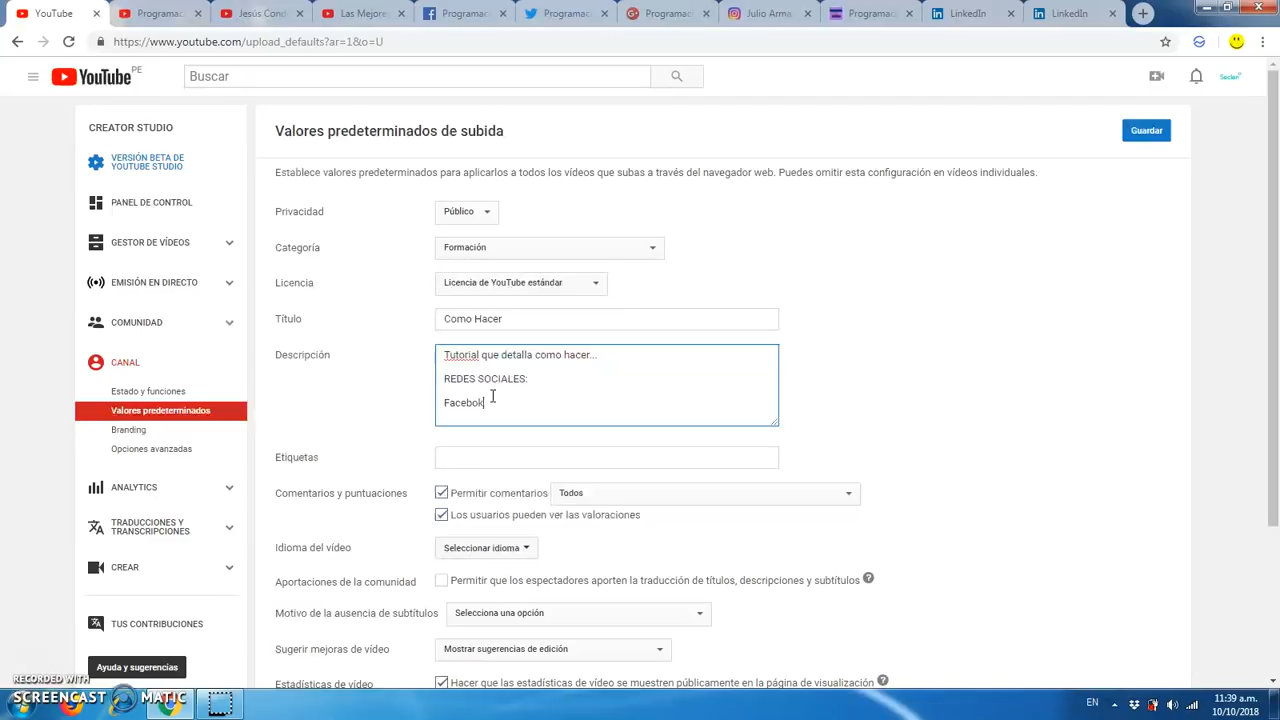 YouTube
Programac
Jesús Cond
Las Mejore
Programac
Programac
Programac
Julio Arma
Programac
LinkedIn
LinkedIn
https://www.youtube.com/upload_defaults?ar=1&o=U
YouTube PE
Buscar
CREATOR STUDIO
VERSIÓN BETA DE
YOUTUBE STUDIO
PANEL DE CONTROL
GESTOR DE VÍDEOS
EMISIÓN EN DIRECTO
COMUNIDAD
CANAL
Estado y funciones
Valores predeterminados
Branding
Opciones avanzadas
ANALYTICS
TRADUCCIONES Y
TRANSCRIPCIONES
CREAR
TUS CONTRIBUCIONES
Ayuda y sugerencias
Valores predeterminados de subida
Guardar
Establece valores predeterminados para aplicarlos a todos los vídeos que subas a través del navegador web. Puedes omitir esta configuración en vídeos individuales.
Privacidad Público
Categoría Formación
Licencia Licencia de YouTube estándar
Título Como Hacer
Descripción Tutorial que detalla como hacer...
REDES SOCIALES:
Facebok
Etiquetas
Comentarios y puntuaciones Permitir comentarios Todos
Los usuarios pueden ver las valoraciones
Idioma del vídeo Seleccionar idioma
Aportaciones de la comunidad Permitir que los espectadores aporten la traducción de títulos, descripciones y subtítulos ?
Motivo de la ausencia de subtítulos Selecciona una opción
Sugerir mejoras de vídeo Mostrar sugerencias de edición
Estadísticas de vídeo Hacer que las estadísticas de vídeo se muestren públicamente en la página de visualización ?
RECORDED WITH
SCREENCAST MATIC
EN
11:39 a.m.
10/10/2018